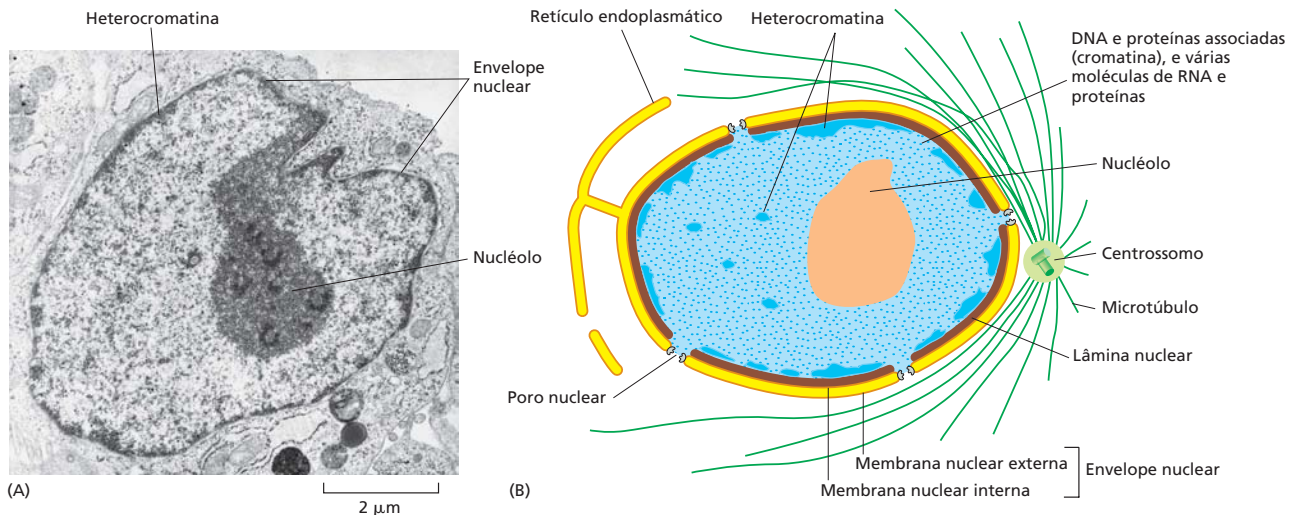 Heterocromatina
Envelope
nuclear
Nucléolo
(A)
2 μm
Retículo endoplasmático
Heterocromatina
DNA e proteínas associadas
(cromatina), e várias
moléculas de RNA e
proteínas
Nucléolo
Centrossomo
Microtúbulo
Lâmina nuclear
Poro nuclear
Membrana nuclear externa
Membrana nuclear interna
Envelope nuclear
(B)